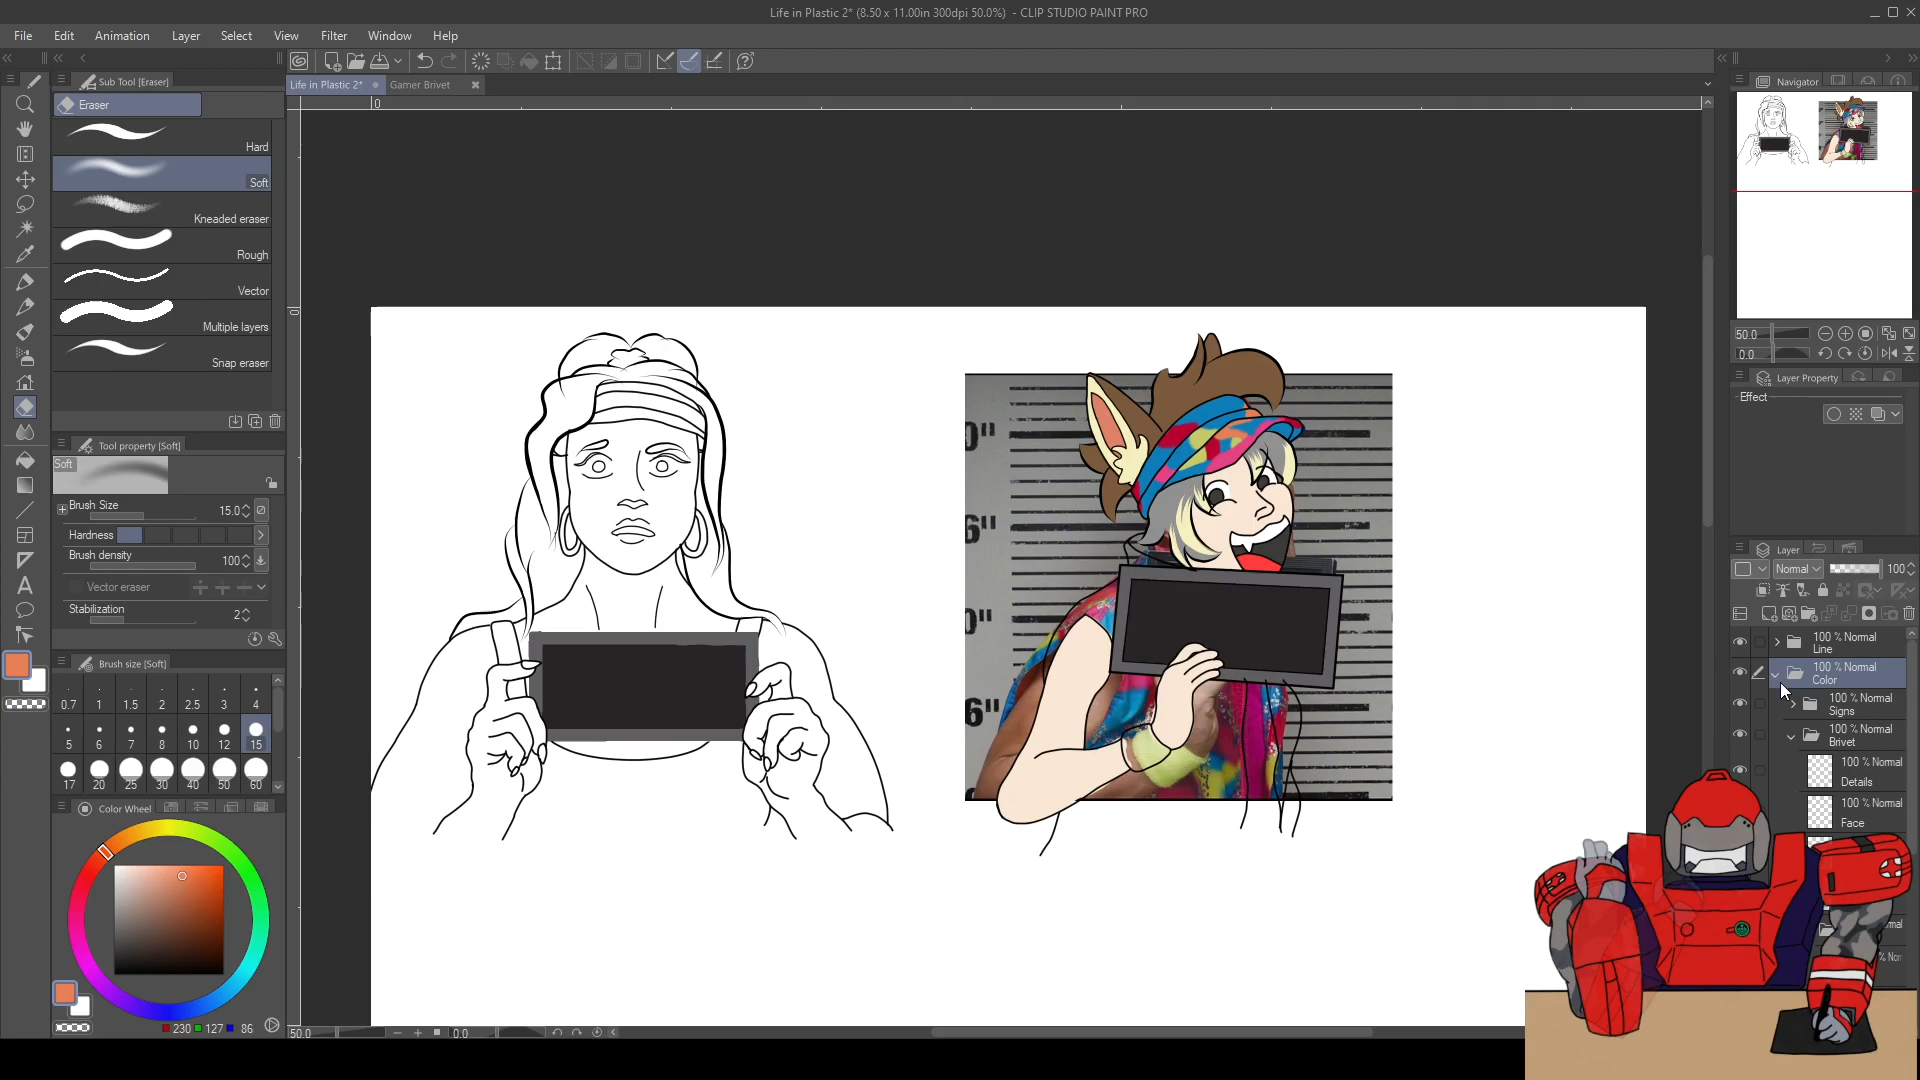 Life in Plastic 2* (8.50 x 11.00in 300dpi 50.0%)  - CLIP STUDIO PAINT PRO
File Edit Animation Layer Select View Filter Window Help
Sub Tool [Eraser]
Eraser
Hard
Soft
Kneaded eraser
Rough
Vector
Multiple layers
Snap eraser
Tool property [Soft]
Soft
Brush Size 15.0
Hardness
Brush density 100
Vector eraser
Stabilization 2
Brush size [Soft]
0.7 1 1.5 2 2.5 3 4
5 6 7 8 10 12 15
17 20 25 30 40 50 60
Color Wheel
230 127 86
Life in Plastic 2*
Gamer Brivet
0
0
0"
6"
0"
6"
50.0
0.0
Navigator
50.0
0.0
Layer Property
Effect
Layer
Normal 100
100 % Normal
Line
100 % Normal
Color
100 % Normal
Signs
100 % Normal
Brivet
100 % Normal
Details
100 % Normal
Face